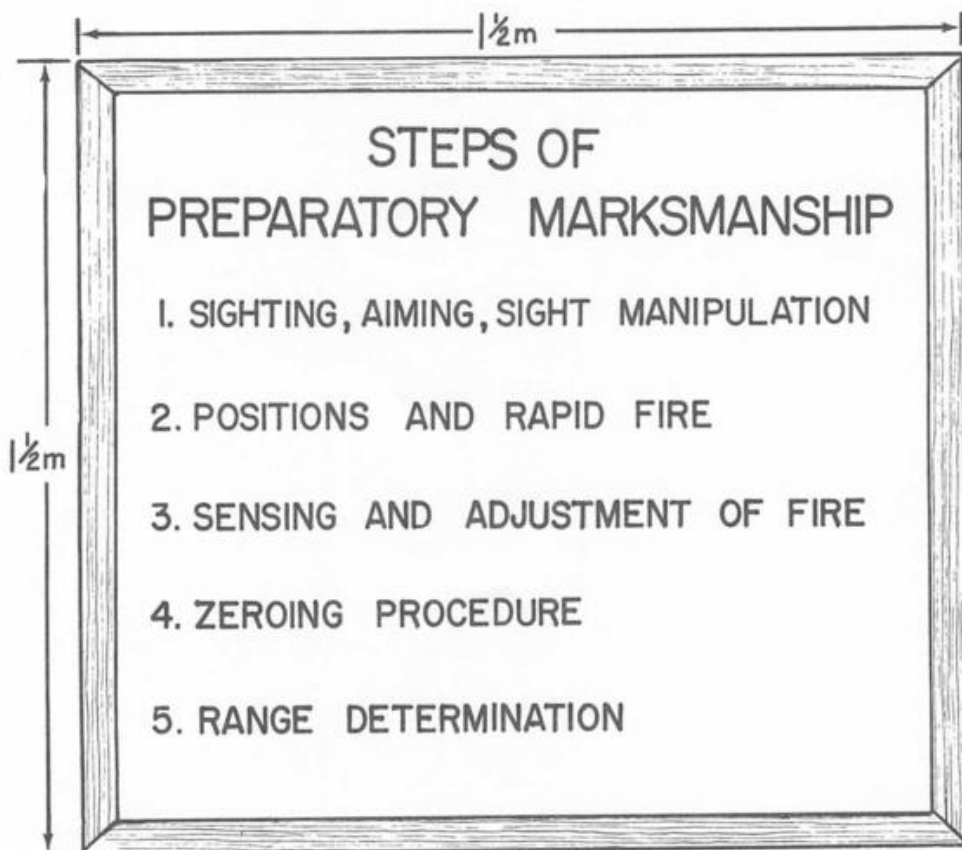 1½m
STEPS OF
PREPARATORY MARKSMANSHIP
1. SIGHTING, AIMING, SIGHT MANIPULATION
2. POSITIONS AND RAPID FIRE
1½m
3. SENSING AND ADJUSTMENT OF FIRE
4. ZEROING PROCEDURE
5. RANGE DETERMINATION